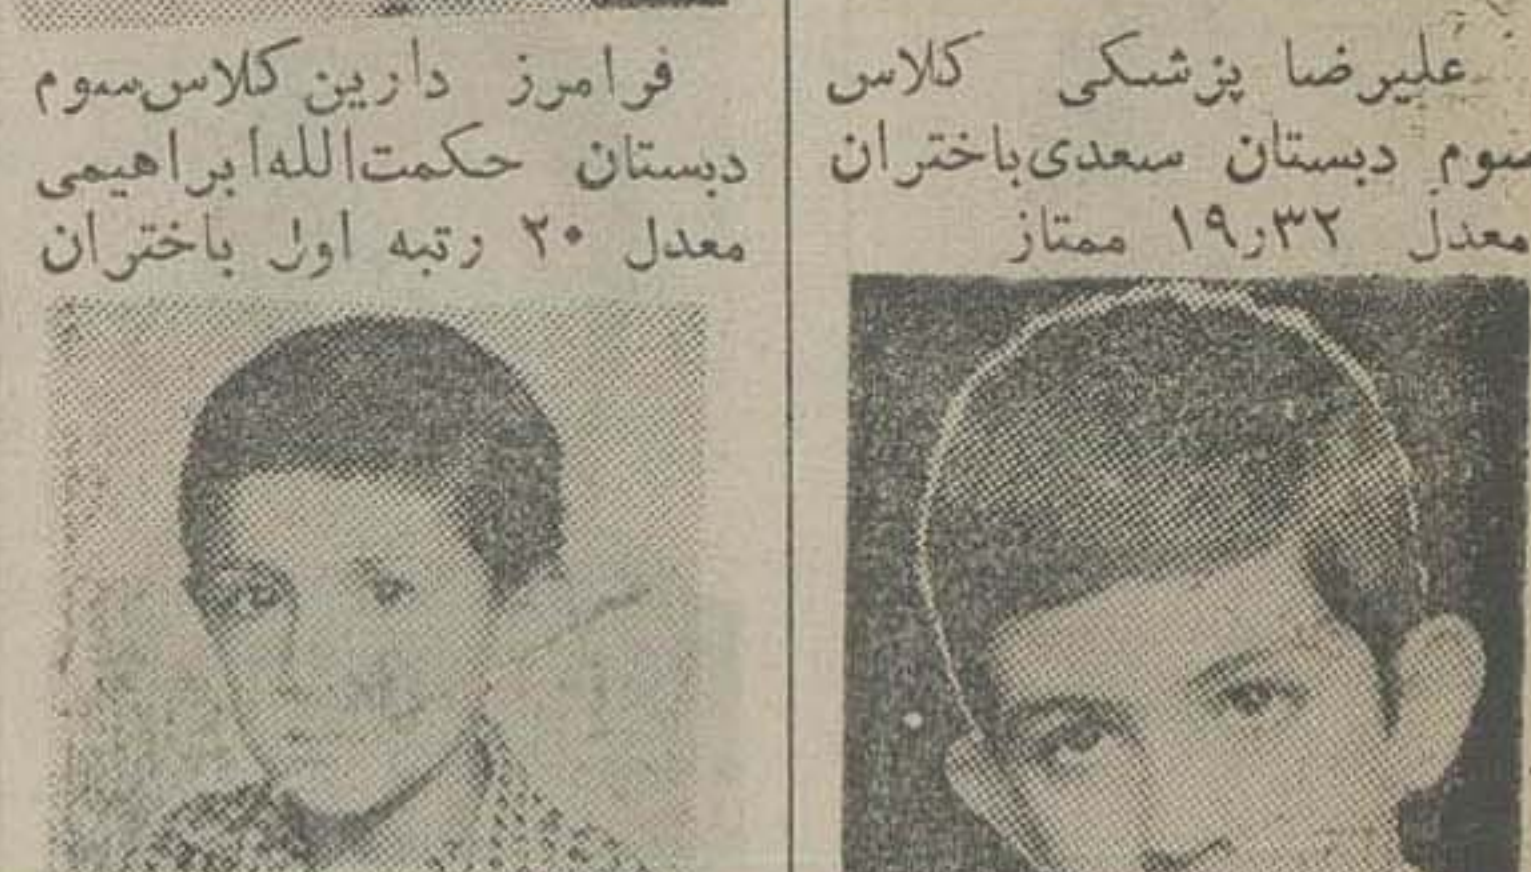 علیرضا پزشکی کلاس
سوم دبستان سعدی باختران
معدل ۱۹٫۳۲ ممتاز
فرامرز دارین کلاس سوم
دبستان حکمت‌الله ابراهیمی
معدل ۲۰ رتبه اول باختران